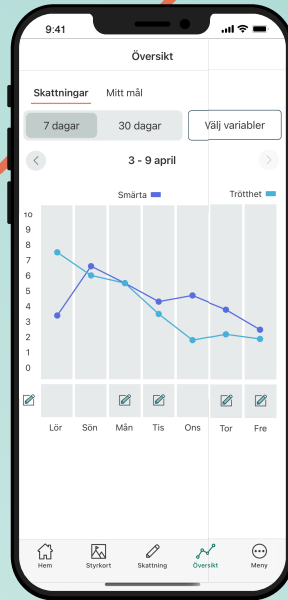 9:41
Översikt
Skattningar Mitt mål
7 dagar 30 dagar Välj variabler
3 - 9 april
Smärta Trötthet
10
9
8
7
6
5
4
3
2
1
0
Lör Sön Mån Tis Ons Tor Fre
Hem Styrkort Skattning Översikt Meny